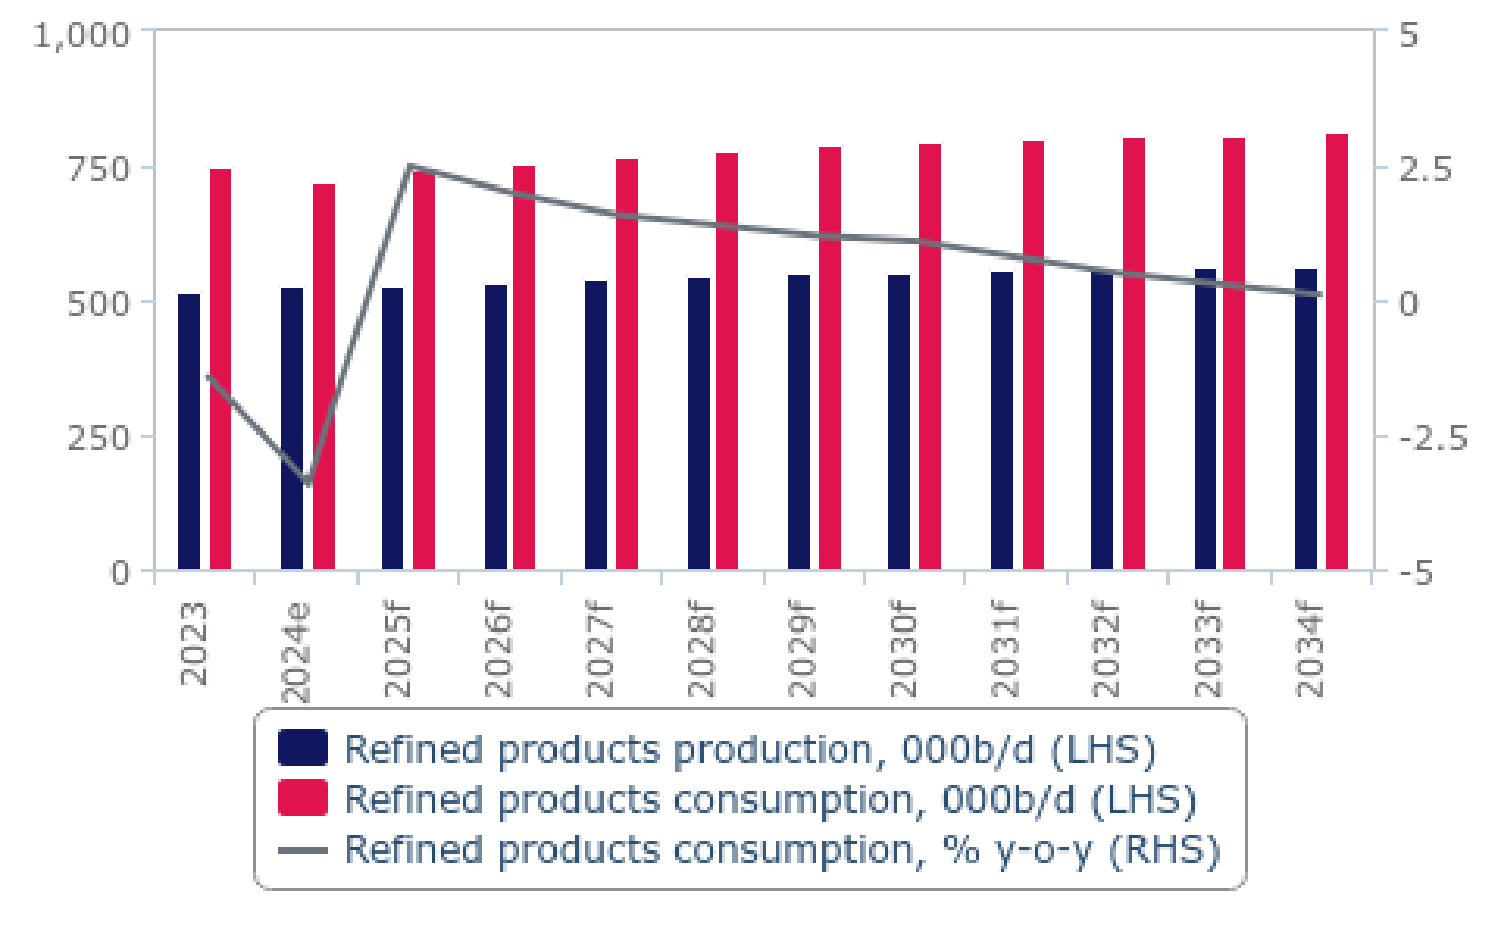 1,000
750
500
250
0
5
2.5
0
-2.5
-5
2023
2024e
2025f
2026f
2027f
2028f
2029f
2030f
2031f
2032f
2033f
2034f
Refined products production, 000b/d (LHS)
Refined products consumption, 000b/d (LHS)
Refined products consumption, % y-o-y (RHS)